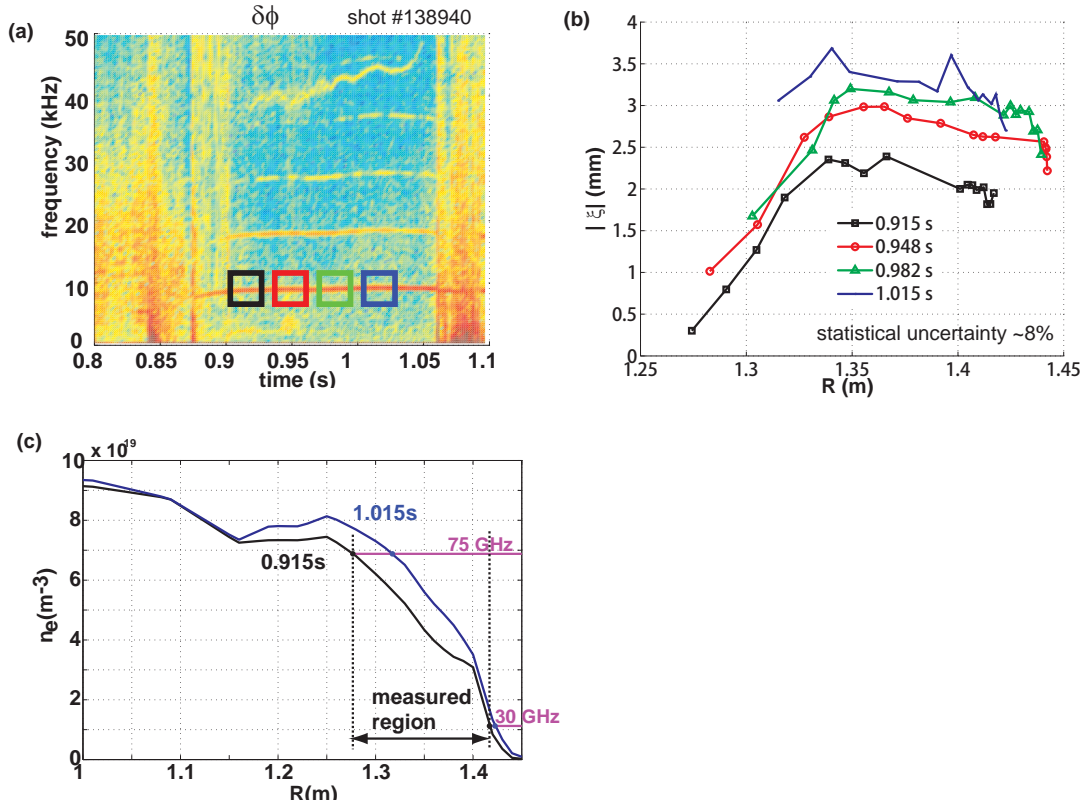 δϕ shot #138940
(a)
50
40
30
20
10
0
frequency (kHz)
0.8 0.9 0.95 1 1.05 1.1
time (s)
(b)
4
3.5
3
2.5
2
1.5
1
0.5
0
| ξ| (mm)
0.915 s
0.948 s
0.982 s
1.015 s
statistical uncertainty ~8%
1.25 1.3 1.35 1.4 1.45
R (m)
(c)
x 10^19
10
8
6
4
2
0
ne(m-3)
1.015s
75 GHz
0.915s
measured
region
30 GHz
1 1.1 1.2 1.3 1.4
R(m)